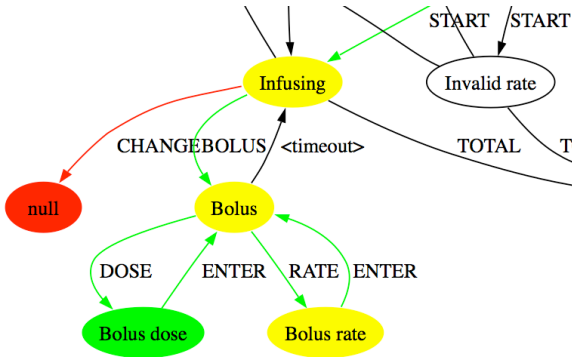 START START
Infusing Invalid rate
CHANGEBOLUS <timeout> TOTAL T
null Bolus
DOSE ENTER RATE ENTER
Bolus dose Bolus rate